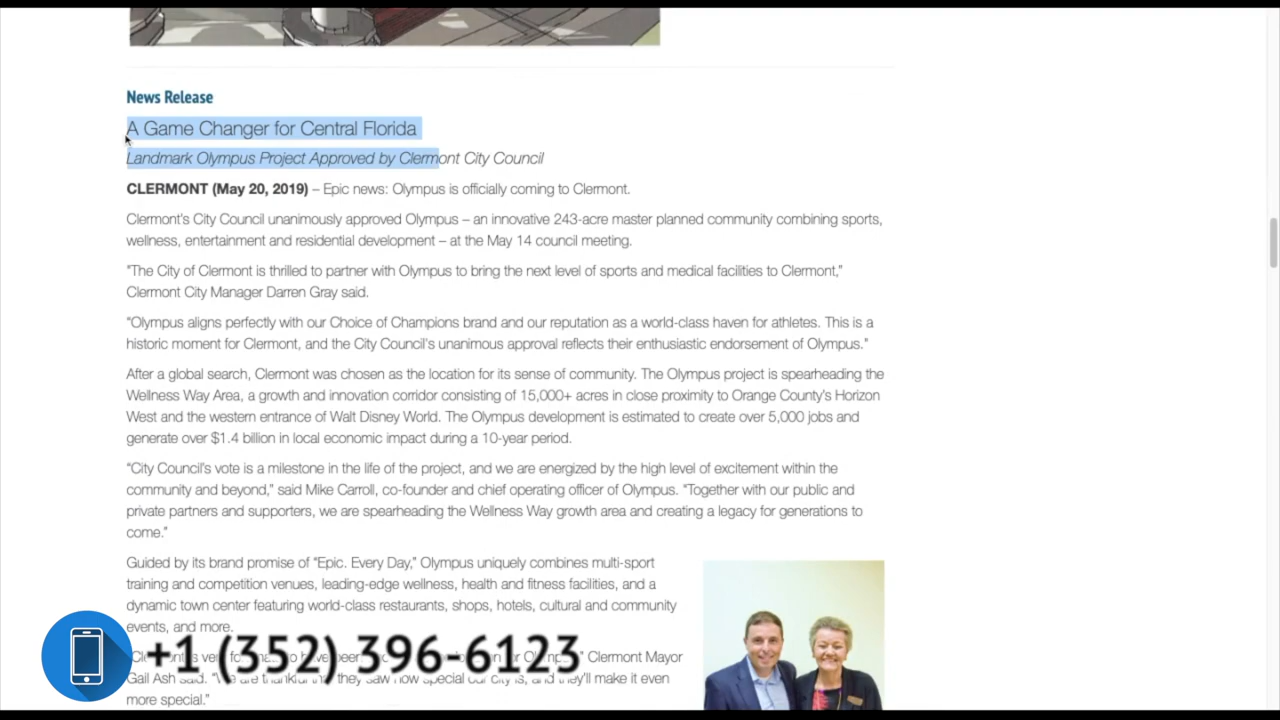 News Release
A Game Changer for Central Florida
Landmark Olympus Project Approved by Clermont City Council
CLERMONT (May 20, 2019) – Epic news: Olympus is officially coming to Clermont.
Clermont's City Council unanimously approved Olympus – an innovative 243-acre master planned community combining sports,
wellness, entertainment and residential development – at the May 14 council meeting.
"The City of Clermont is thrilled to partner with Olympus to bring the next level of sports and medical facilities to Clermont,"
Clermont City Manager Darren Gray said.
“Olympus aligns perfectly with our Choice of Champions brand and our reputation as a world-class haven for athletes. This is a
historic moment for Clermont, and the City Council's unanimous approval reflects their enthusiastic endorsement of Olympus."
After a global search, Clermont was chosen as the location for its sense of community. The Olympus project is spearheading the
Wellness Way Area, a growth and innovation corridor consisting of 15,000+ acres in close proximity to Orange County's Horizon
West and the western entrance of Walt Disney World. The Olympus development is estimated to create over 5,000 jobs and
generate over $1.4 billion in local economic impact during a 10-year period.
“City Council's vote is a milestone in the life of the project, and we are energized by the high level of excitement within the
community and beyond,” said Mike Carroll, co-founder and chief operating officer of Olympus. “Together with our public and
private partners and supporters, we are spearheading the Wellness Way growth area and creating a legacy for generations to
come.”
Guided by its brand promise of “Epic. Every Day,” Olympus uniquely combines multi-sport
training and competition venues, leading-edge wellness, health and fitness facilities, and a
dynamic town center featuring world-class restaurants, shops, hotels, cultural and community
events, and more.
+1 (352) 396-6123
Clermont Mayor
Gail Ash said. they saw how special our city is, and they'll make it even
more special.”